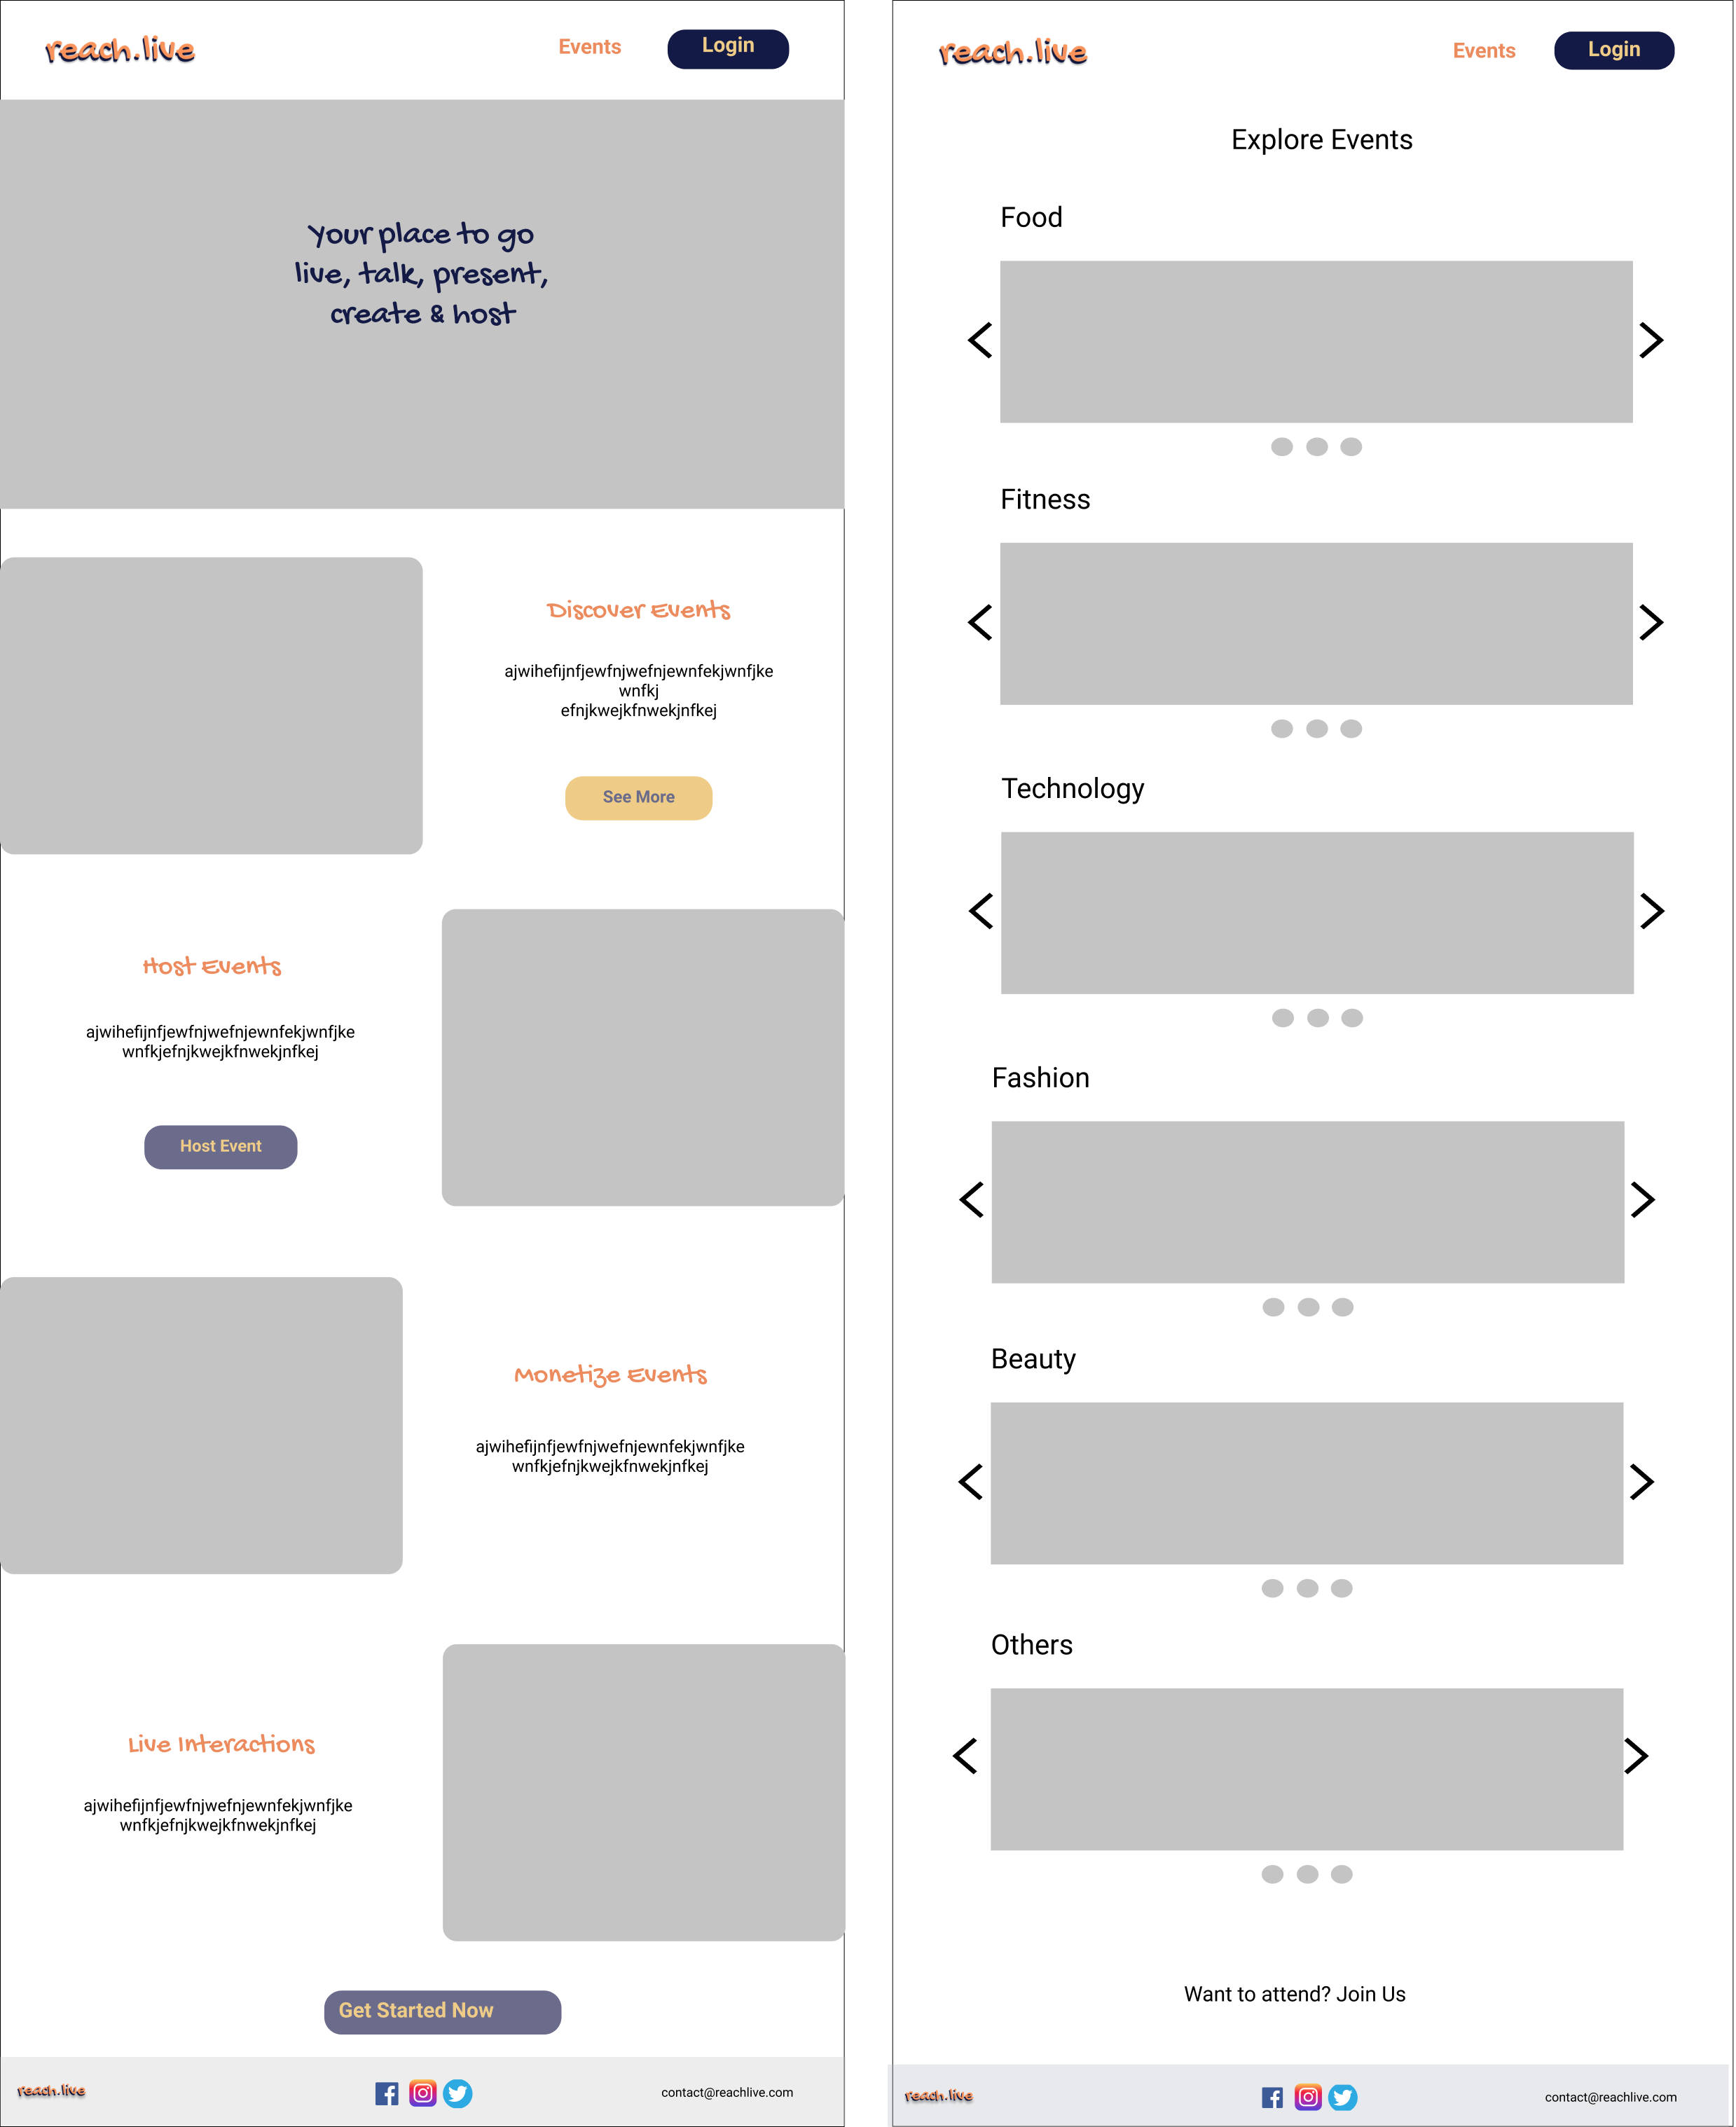 reach.live
Events
Login
Your place to go
live, talk, present,
create & host
Discover Events
ajwihefijnfjewfnjwefnjewnfekjwnfjke
wnfkj
efnjkwejkfnwekjnfkej
See More
Host Events
ajwihefijnfjewfnjwefnjewnfekjwnfjke
wnfkjefnjkwejkfnwekjnfkej
Host Event
Monetize Events
ajwihefijnfjewfnjwefnjewnfekjwnfjke
wnfkjefnjkwejkfnwekjnfkej
Live Interactions
ajwihefijnfjewfnjwefnjewnfekjwnfjke
wnfkjefnjkwejkfnwekjnfkej
Get Started Now
reach.live
contact@reachlive.com
reach.live
Events
Login
Explore Events
Food
Fitness
Technology
Fashion
Beauty
Others
Want to attend? Join Us
reach.live
contact@reachlive.com